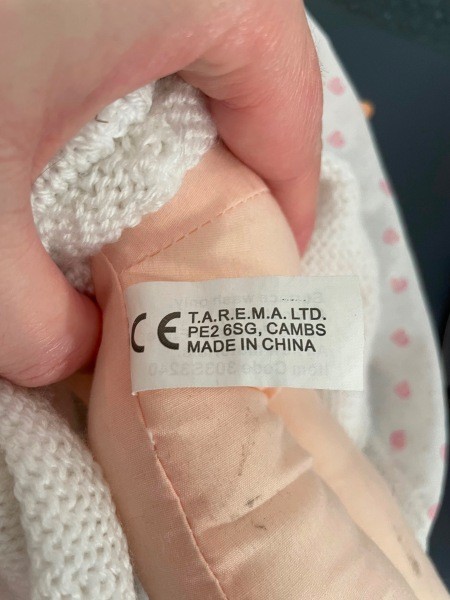 CE T.A.R.E.M.A. LTD.
PE2 6SG, CAMBS
MADE IN CHINA